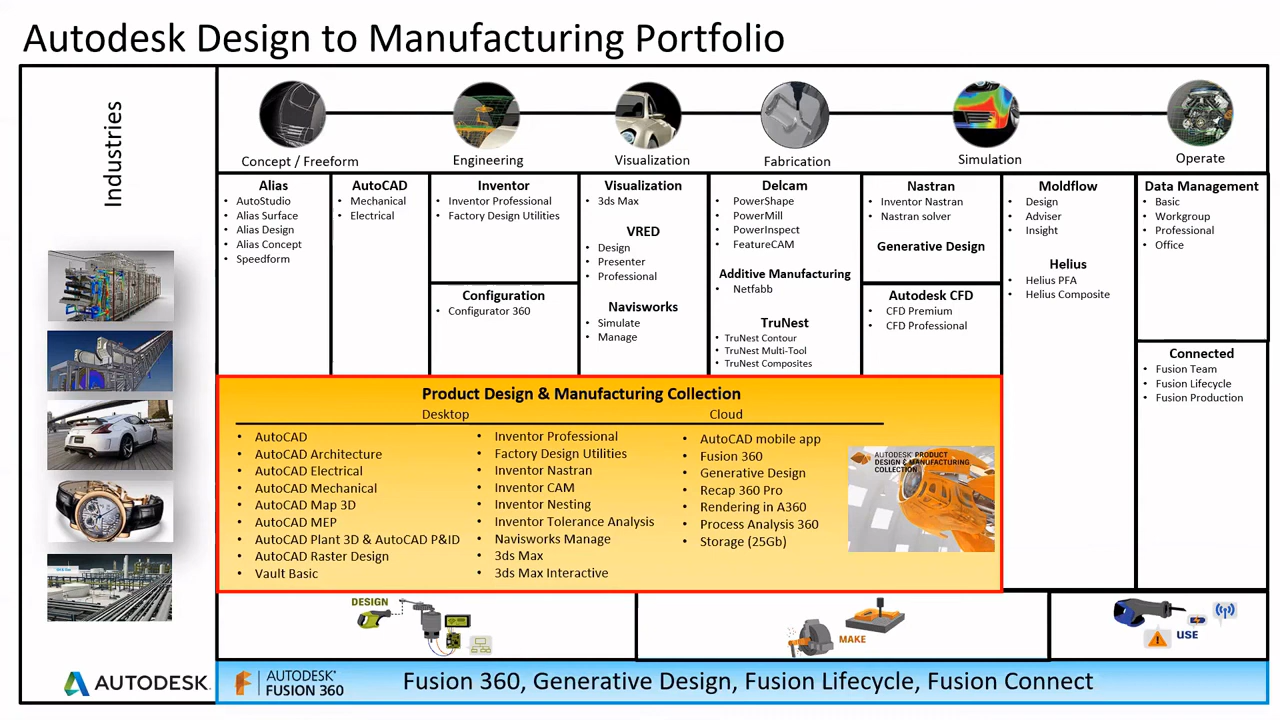 Autodesk Design to Manufacturing Portfolio
Industries
Concept / Freeform
Engineering
Visualization
Fabrication
Simulation
Operate
Alias
• AutoStudio
• Alias Surface
• Alias Design
• Alias Concept
• Speedform
AutoCAD
• Mechanical
• Electrical
Inventor
• Inventor Professional
• Factory Design Utilities
Configuration
• Configurator 360
Visualization
• 3ds Max
VRED
• Design
• Presenter
• Professional
Navisworks
• Simulate
• Manage
Delcam
• PowerShape
• PowerMill
• PowerInspect
• FeatureCAM
Additive Manufacturing
• Netfabb
TruNest
• TruNest Contour
• TruNest Multi-Tool
• TruNest Composites
Nastran
• Inventor Nastran
• Nastran solver
Generative Design
Autodesk CFD
• CFD Premium
• CFD Professional
Moldflow
• Design
• Adviser
• Insight
Helius
• Helius PFA
• Helius Composite
Data Management
• Basic
• Workgroup
• Professional
• Office
Connected
• Fusion Team
• Fusion Lifecycle
• Fusion Production
Product Design & Manufacturing Collection
Desktop
Cloud
• AutoCAD
• AutoCAD Architecture
• AutoCAD Electrical
• AutoCAD Mechanical
• AutoCAD Map 3D
• AutoCAD MEP
• AutoCAD Plant 3D & AutoCAD P&ID
• AutoCAD Raster Design
• Vault Basic
• Inventor Professional
• Factory Design Utilities
• Inventor Nastran
• Inventor CAM
• Inventor Nesting
• Inventor Tolerance Analysis
• Navisworks Manage
• 3ds Max
• 3ds Max Interactive
• AutoCAD mobile app
• Fusion 360
• Generative Design
• Recap 360 Pro
• Rendering in A360
• Process Analysis 360
• Storage (25Gb)
AUTODESK PRODUCT
DESIGN & MANUFACTURING
COLLECTION
DESIGN
MAKE
USE
AUTODESK.
AUTODESK®
FUSION 360
Fusion 360, Generative Design, Fusion Lifecycle, Fusion Connect